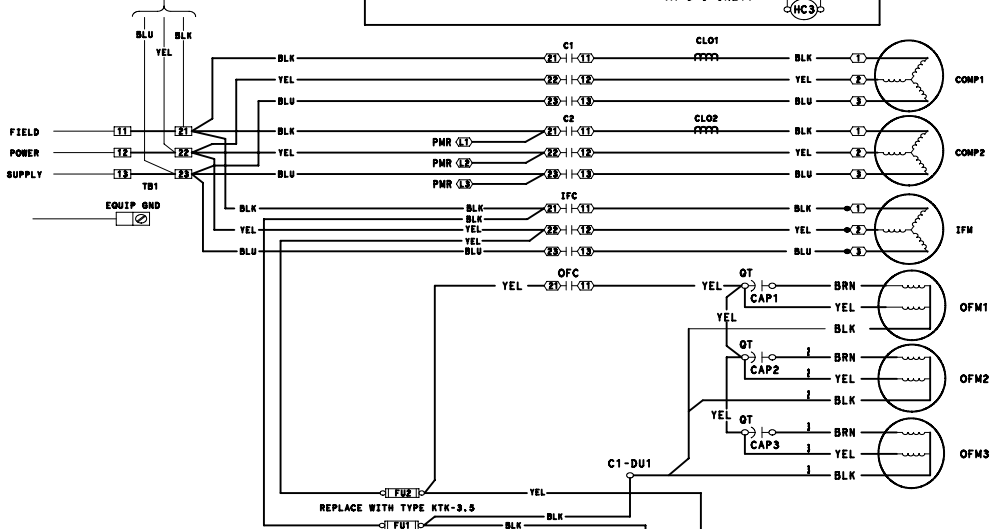 HC3
BLU BLK
YEL
C1 CLO1
BLK 21 11 BLK 1
YEL 22 12 YEL 2 COMP1
BLU 23 13 BLU 3
C2 CLO2
FIELD 11 21 BLK 21 11 BLK 1
PMR L1
POWER 12 22 YEL 22 12 YEL 2 COMP2
PMR L2
SUPPLY 13 23 BLU 23 13 BLU 3
PMR L3
TB1
EQUIP GND
IFC
BLK BLK 21 11 BLK 1
BLK
YEL YEL 22 12 YEL 2 IFM
YEL
BLU BLU 23 13 BLU 3
OFC QT
YEL 21 11 YEL BRN
CAP1
YEL OFM1
YEL
BLK
QT
BRN
CAP2
YEL OFM2
BLK
YEL
QT
BRN
CAP3
YEL OFM3
C1-DU1
BLK
FU2 YEL
REPLACE WITH TYPE KTK-3.5
BLK
FU1 BLK